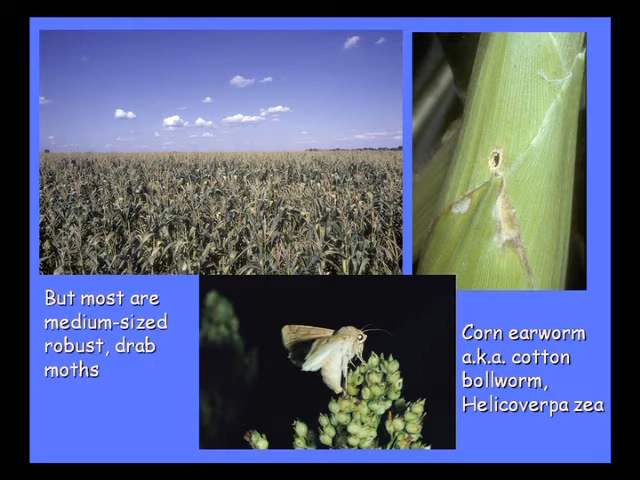 But most are
medium-sized
robust, drab
moths
Corn earworm
a.k.a. cotton
bollworm,
Helicoverpa zea